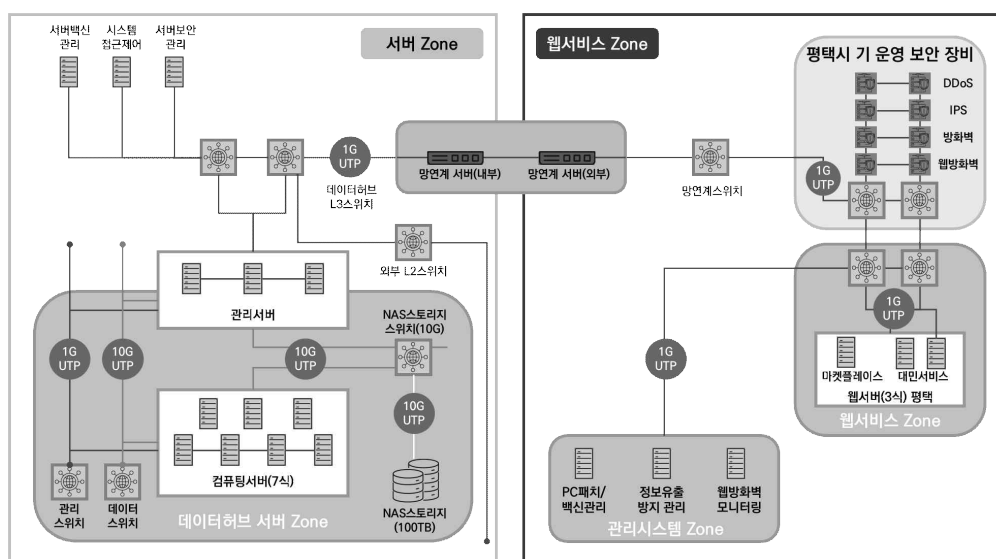 서버백신
관리
시스템
접근제어
서버보안
관리
서버 Zone
웹서비스 Zone
평택시 기 운영 보안 장비
DDoS
IPS
방화벽
웹방화벽
1G
UTP
데이터허브
L3스위치
망연계 서버(내부)
망연계 서버(외부)
망연계스위치
1G
UTP
외부 L2스위치
관리서버
NAS스토리지
스위치(10G)
1G
UTP
10G
UTP
10G
UTP
10G
UTP
컴퓨팅서버(7식)
관리
스위치
데이터
스위치
NAS스토리지
(100TB)
데이터허브 서버 Zone
1G
UTP
1G
UTP
마켓플레이스
대민서비스
웹서버(3식) 평택
웹서비스 Zone
PC패치/
백신관리
정보유출
방지 관리
웹방화벽
모니터링
관리시스템 Zone